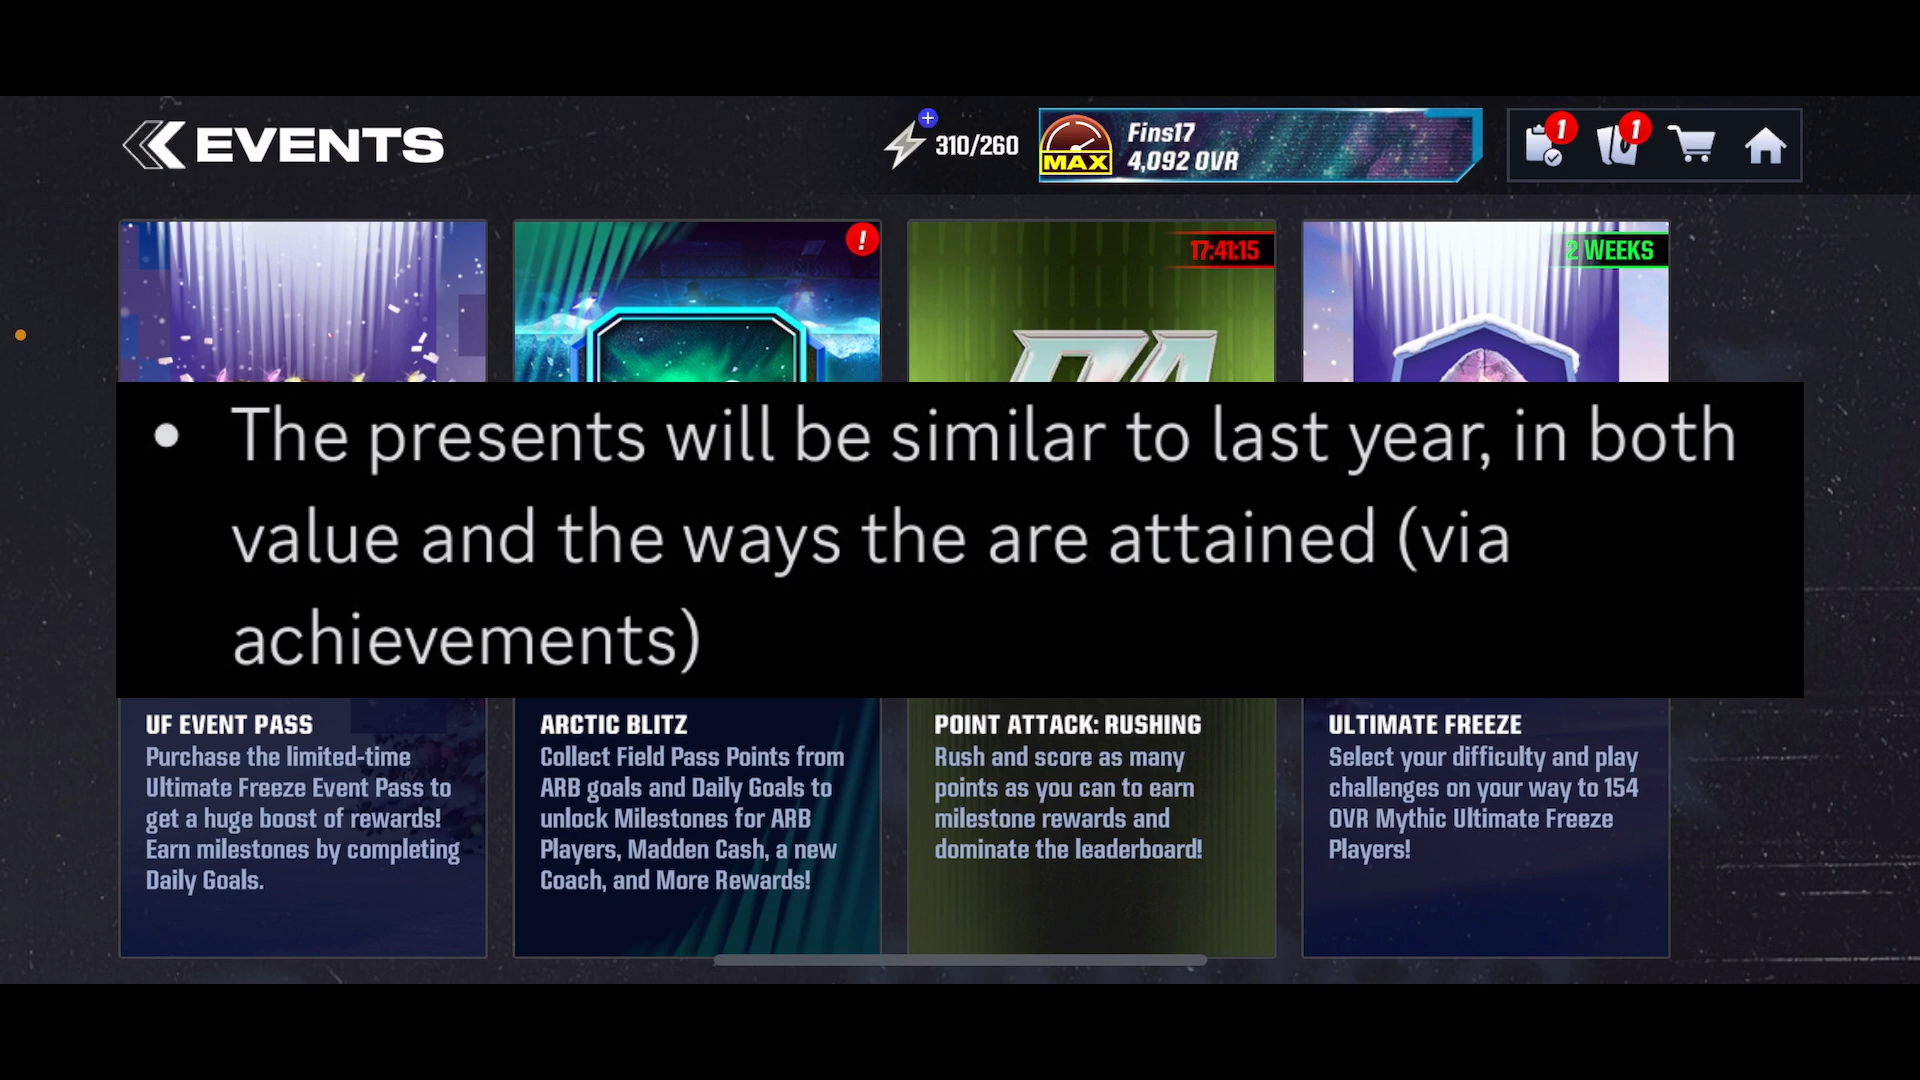 EVENTS
310/260
MAX
Fins17
4,092 OVR
1
1
!
17:41:15
2 WEEKS
• The presents will be similar to last year, in both
value and the ways the are attained (via
achievements)
UF EVENT PASS
Purchase the limited-time
Ultimate Freeze Event Pass to
get a huge boost of rewards!
Earn milestones by completing
Daily Goals.
ARCTIC BLITZ
Collect Field Pass Points from
ARB goals and Daily Goals to
unlock Milestones for ARB
Players, Madden Cash, a new
Coach, and More Rewards!
POINT ATTACK: RUSHING
Rush and score as many
points as you can to earn
milestone rewards and
dominate the leaderboard!
ULTIMATE FREEZE
Select your difficulty and play
challenges on your way to 154
OVR Mythic Ultimate Freeze
Players!